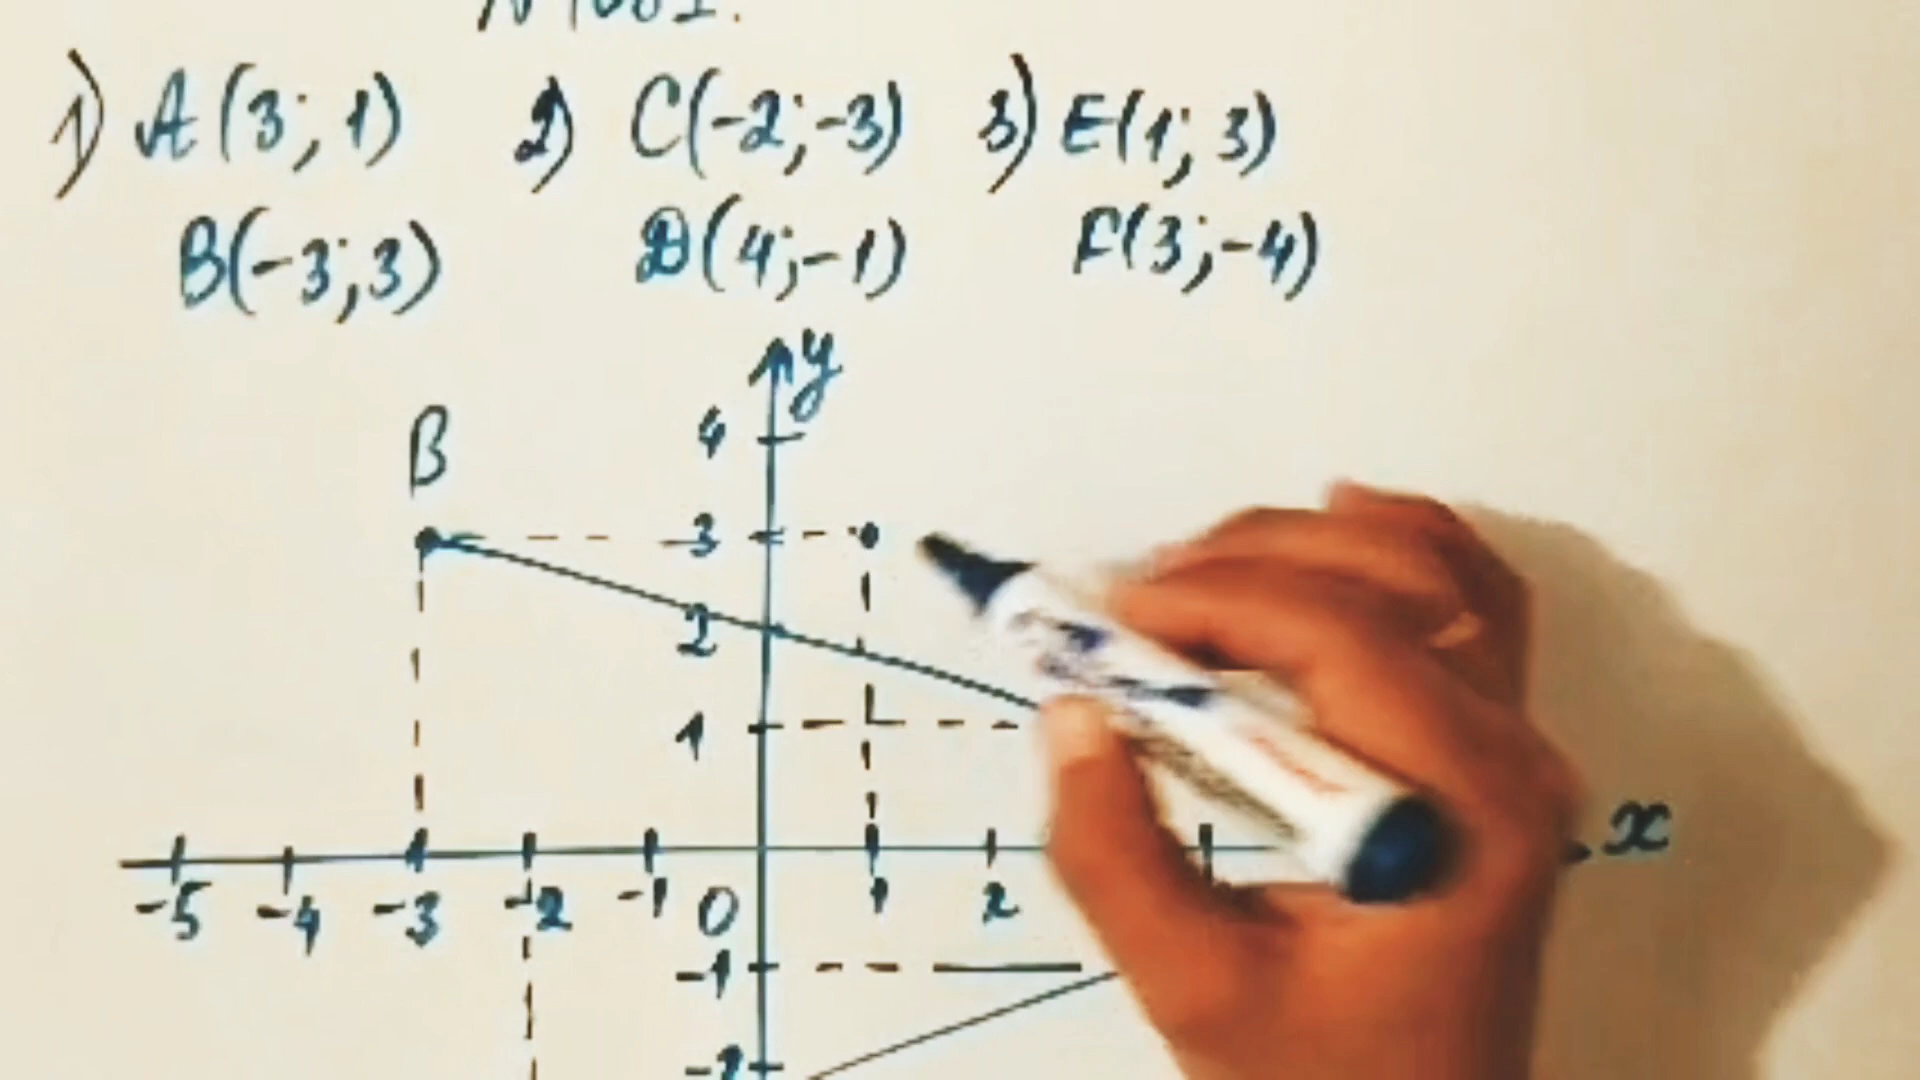 1) A(3; 1) 2) C(-2; -3) 3) E(1; 3)
B(-3; 3) D(4; -1) F(3; -4)
y
4
B
3
2
1
x
-5 -4 -3 -2 -1 0 1 2
-1
-2